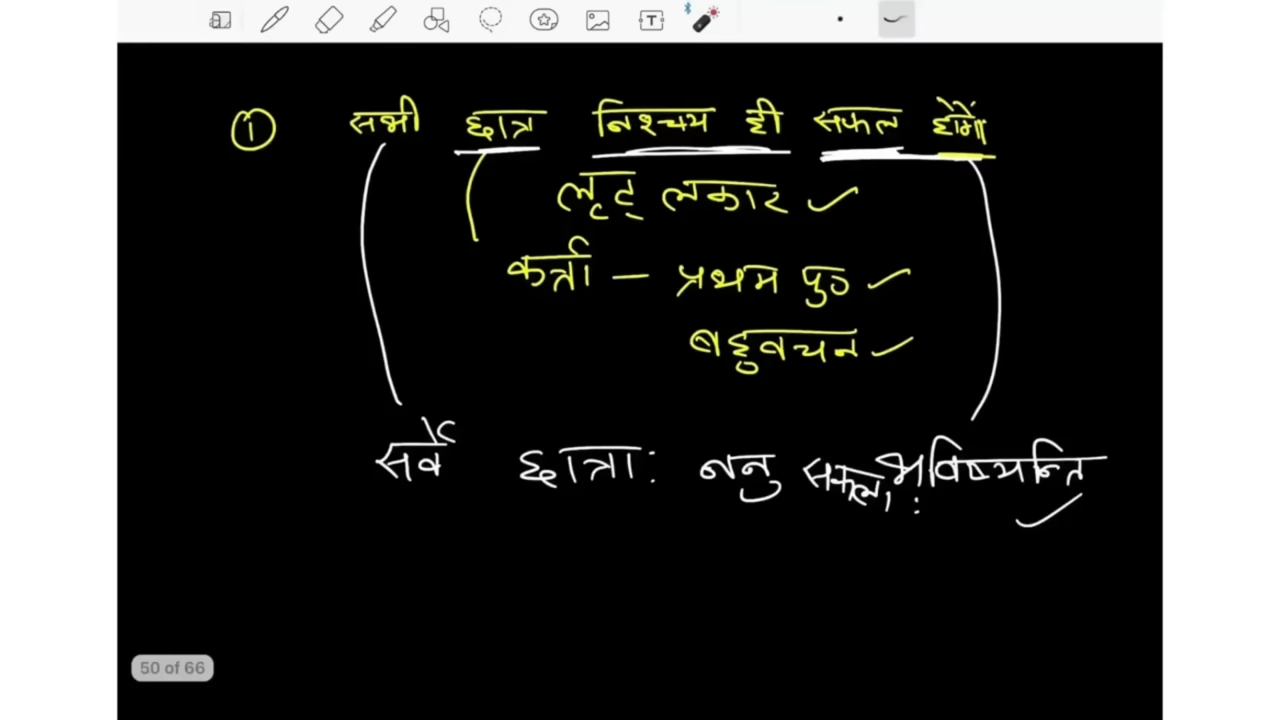 ① सभी छात्र निश्चय ही सफल होंगे।
लृट् लकार ✓
कर्त्ता — प्रथम पु० ✓
बहुवचन ✓
सर्वे छात्राः ननु सफलाः भविष्यन्ति ✓
50 of 66